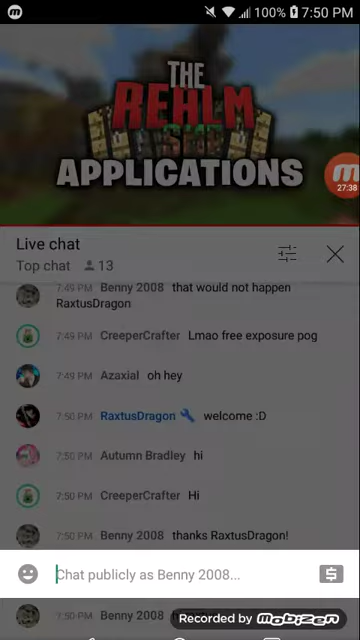 100% 7:50 PM
THE
REHLM
SMP
APPLICATIONS
27:38
Live chat
Top chat 13
7:49 PM Benny 2008 that would not happen
RaxtusDragon
7:49 PM CreeperCrafter Lmao free exposure pog
7:49 PM Azaxial oh hey
7:50 PM RaxtusDragon welcome :D
7:50 PM Autumn Bradley hi
7:50 PM CreeperCrafter Hi
7:50 PM Benny 2008 thanks RaxtusDragon!
Chat publicly as Benny 2008...
7:50 PM Benny 2008
Recorded by mobizen